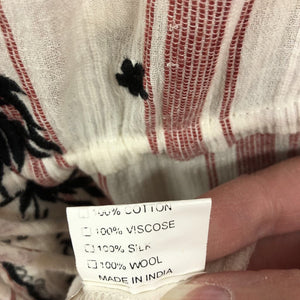 ☐ 100% COTTON
☐ 100% VISCOSE
☐ 100% SILK
☐ 100% WOOL
MADE IN INDIA